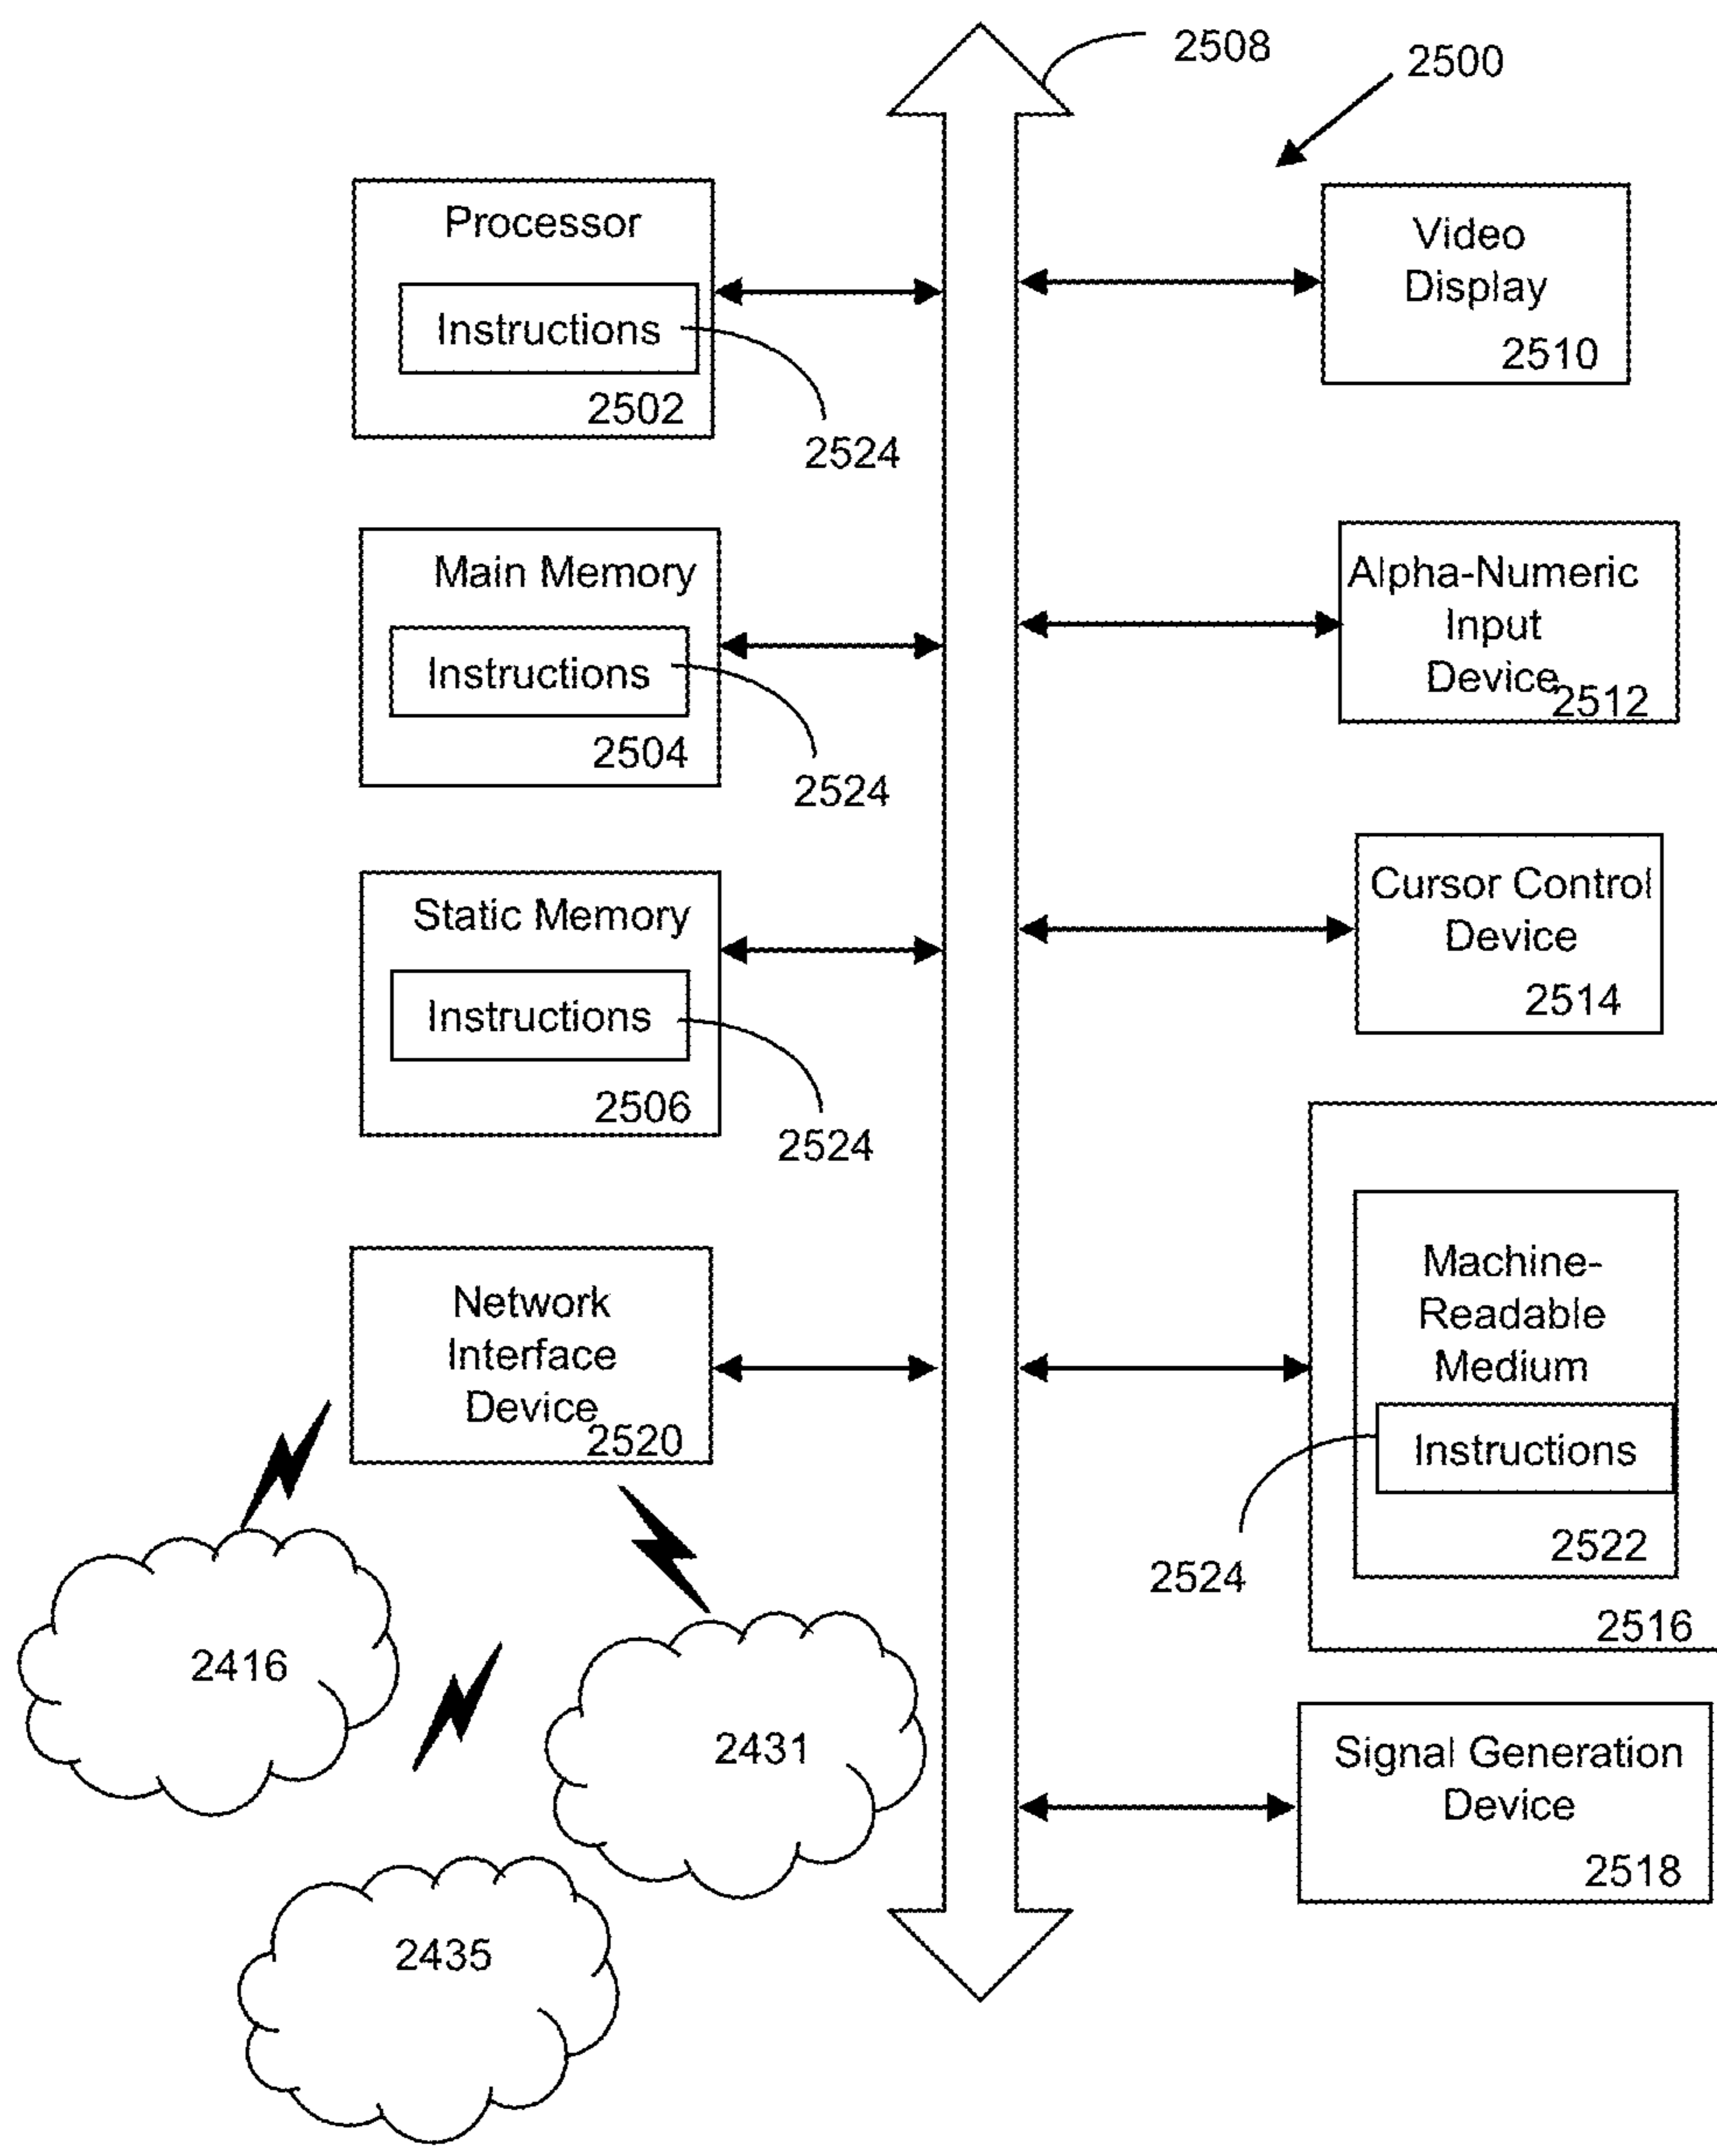 2508
2500
Processor
Instructions
2502
2524
Video
Display
2510
Main Memory
Instructions
2504
2524
Alpha-Numeric
Input
Device
2512
Static Memory
Instructions
2506
2524
Cursor Control
Device
2514
Network
Interface
Device
2520
Machine-
Readable
Medium
Instructions
2522
2524
2516
2416
2431
2435
Signal Generation
Device
2518